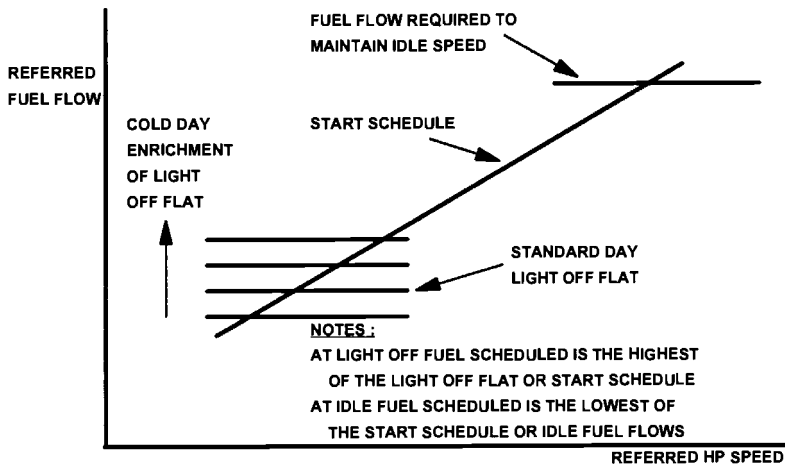 FUEL FLOW REQUIRED TO
MAINTAIN IDLE SPEED
REFERRED
FUEL FLOW
COLD DAY
ENRICHMENT
OF LIGHT
OFF FLAT
START SCHEDULE
STANDARD DAY
LIGHT OFF FLAT
NOTES :
AT LIGHT OFF FUEL SCHEDULED IS THE HIGHEST
OF THE LIGHT OFF FLAT OR START SCHEDULE
AT IDLE FUEL SCHEDULED IS THE LOWEST OF
THE START SCHEDULE OR IDLE FUEL FLOWS
REFERRED HP SPEED